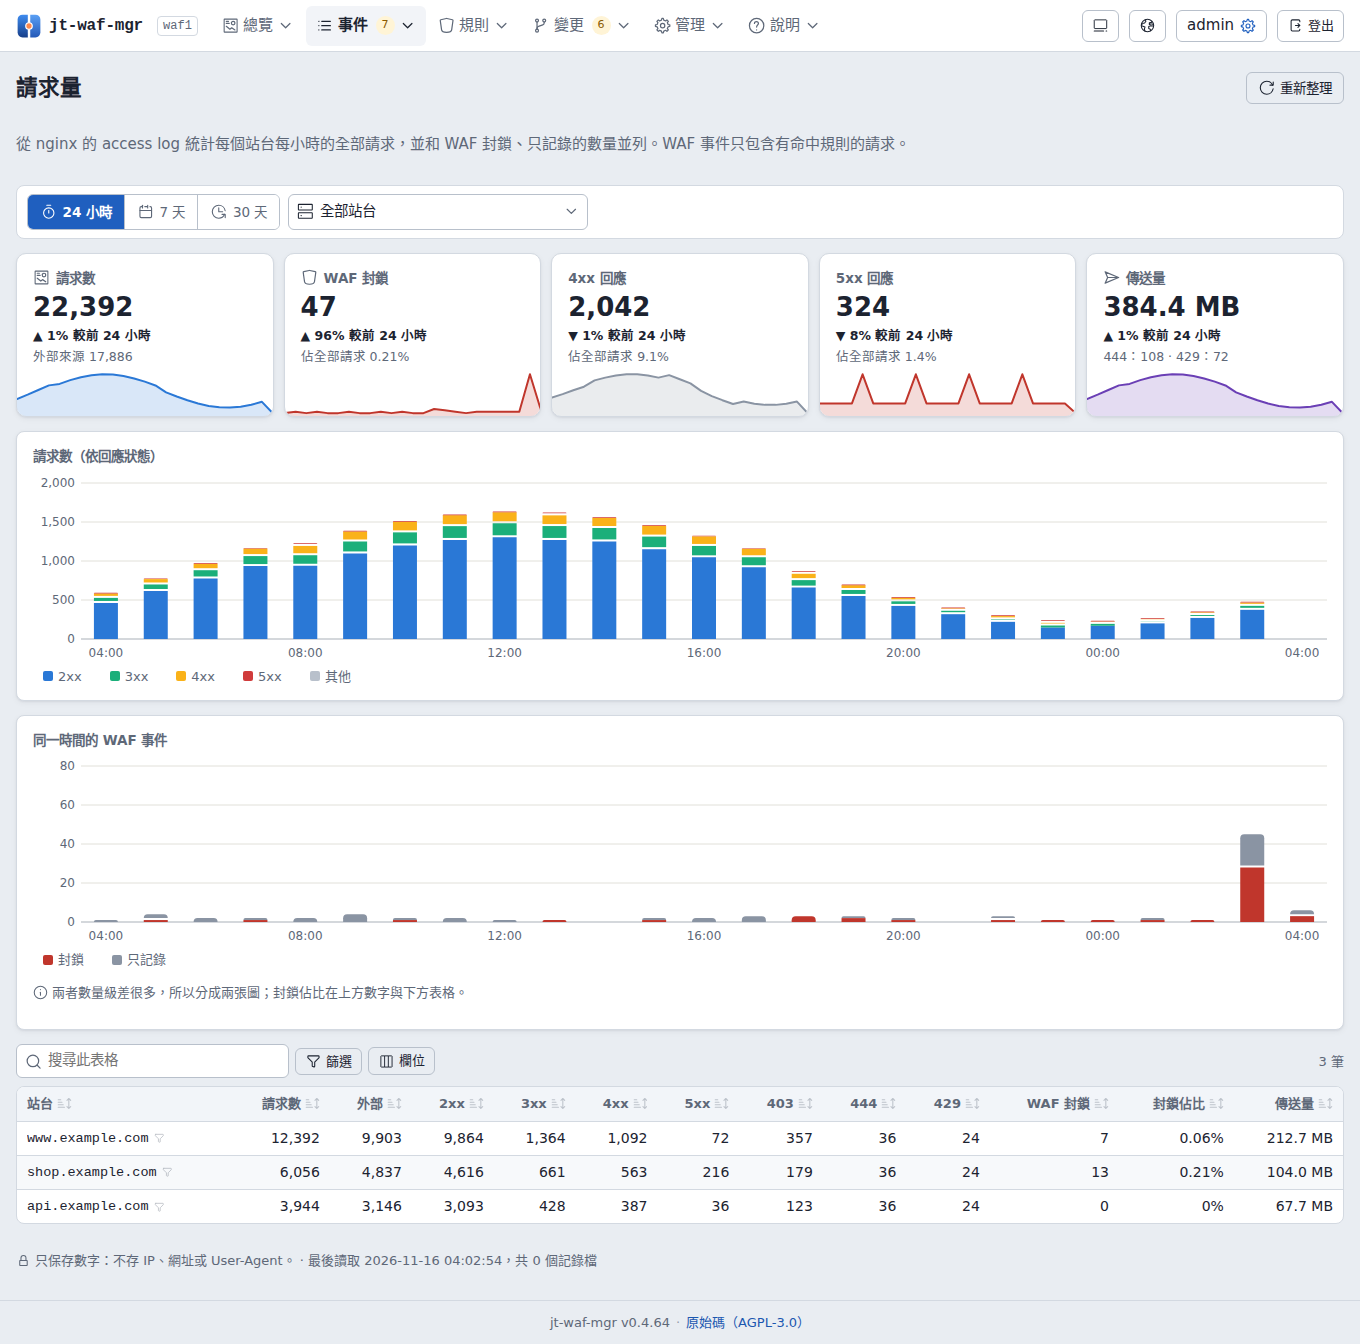 jt-waf-mgr waf1 總覽 事件 7 規則 變更 6 管理 說明 admin 登出
請求量 重新整理
從 nginx 的 access log 統計每個站台每小時的全部請求，並和 WAF 封鎖、只記錄的數量並列。WAF 事件只包含有命中規則的請求。
24 小時 7 天 30 天 全部站台
請求數 WAF 封鎖 4xx 回應 5xx 回應 傳送量
22,392 47 2,042 324 384.4 MB
▲ 1% 較前 24 小時 ▲ 96% 較前 24 小時 ▼ 1% 較前 24 小時 ▼ 8% 較前 24 小時 ▲ 1% 較前 24 小時
外部來源 17,886 佔全部請求 0.21% 佔全部請求 9.1% 佔全部請求 1.4% 444：108 · 429：72
請求數（依回應狀態）
2,000
1,500
1,000
500
0
04:00 08:00 12:00 16:00 20:00 00:00 04:00
2xx 3xx 4xx 5xx 其他
同一時間的 WAF 事件
80
60
40
20
0
04:00 08:00 12:00 16:00 20:00 00:00 04:00
封鎖 只記錄
兩者數量級差很多，所以分成兩張圖；封鎖佔比在上方數字與下方表格。
搜尋此表格 篩選 欄位 3 筆
站台 請求數 外部 2xx 3xx 4xx 5xx 403 444 429 WAF 封鎖 封鎖佔比 傳送量
www.example.com 12,392 9,903 9,864 1,364 1,092 72 357 36 24 7 0.06% 212.7 MB
shop.example.com 6,056 4,837 4,616 661 563 216 179 36 24 13 0.21% 104.0 MB
api.example.com 3,944 3,146 3,093 428 387 36 123 36 24 0 0% 67.7 MB
只保存數字：不存 IP、網址或 User-Agent。 · 最後讀取 2026-11-16 04:02:54，共 0 個記錄檔
jt-waf-mgr v0.4.64 · 原始碼（AGPL-3.0）